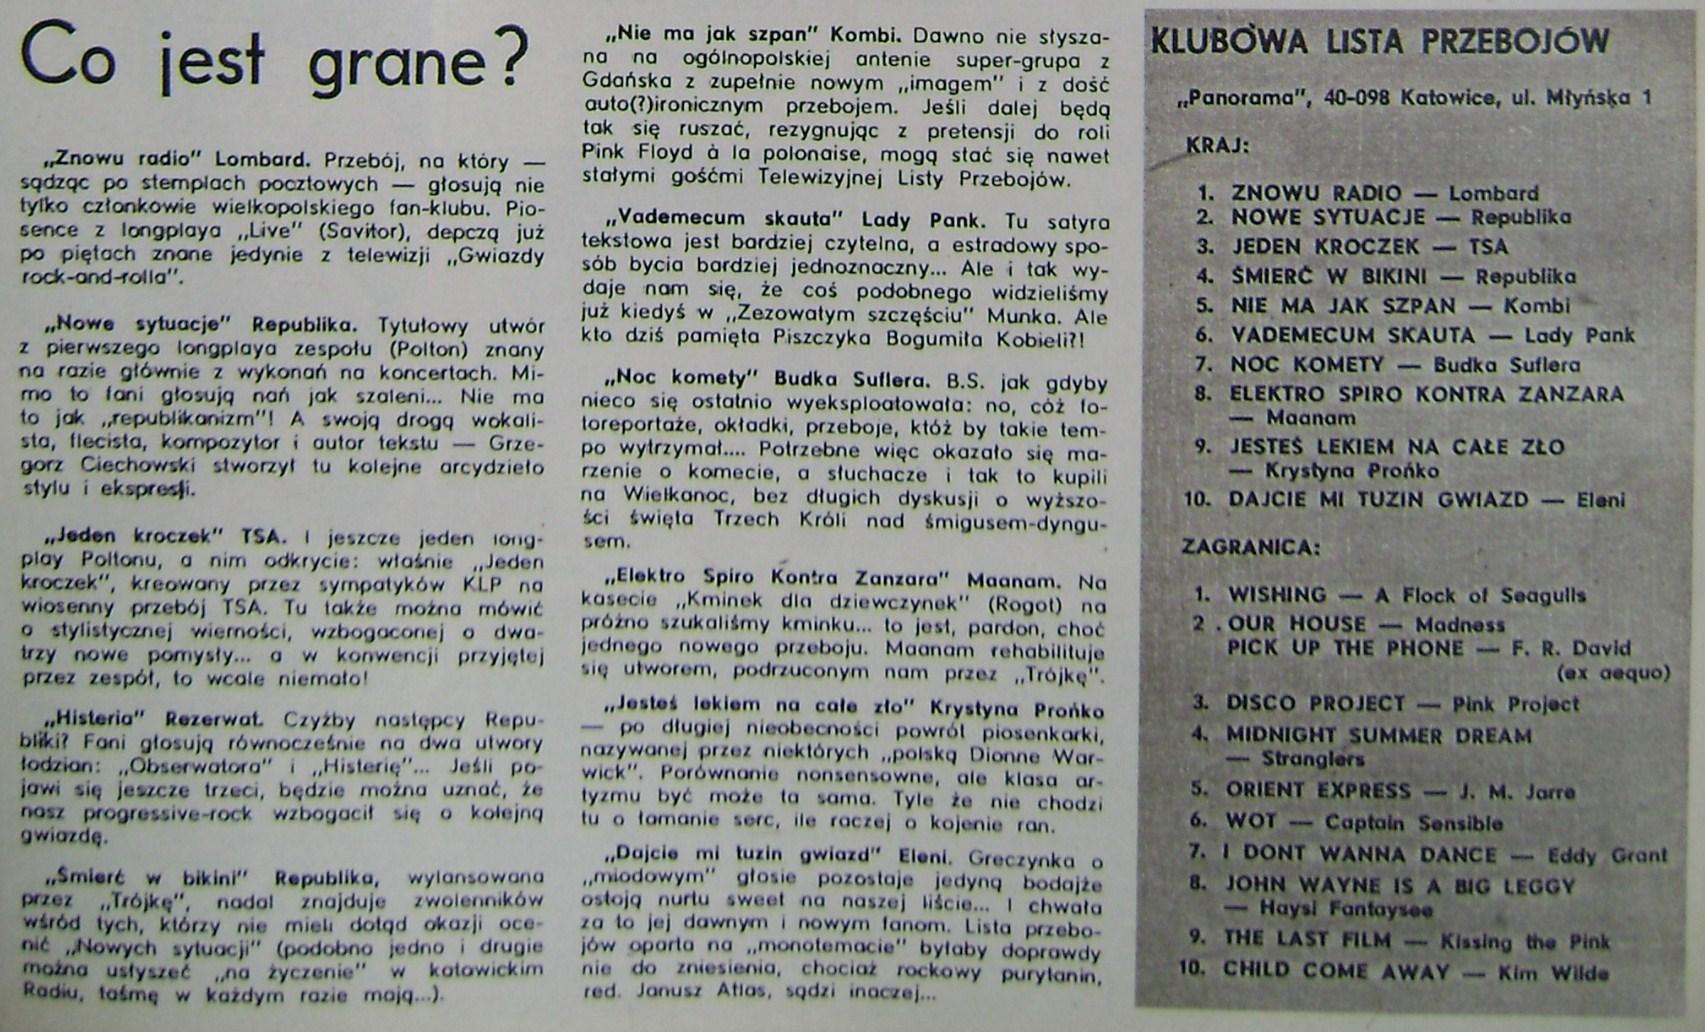 Co jest grane?
„Znowu radio" Lombard. Przebój, na który —
sądząc po stemplach pocztowych — głosują nie
tylko członkowie wielkopolskiego fan-klubu. Pio-
sence z longplaya „Live" (Savitor), depczą już
po piętach znane jedynie z telewizji „Gwiazdy
rock-and-rolla".
„Nowe sytuacje" Republika. Tytułowy utwór
z pierwszego longplaya zespołu (Polton) znany
na razie głównie z wykonań na koncertach. Mi-
mo to fani głosują nań jak szaleni... Nie ma
to jak „republikanizm"! A swoją drogą wokali-
sta, flecista, kompozytor i autor tekstu — Grze-
gorz Ciechowski stworzył tu kolejne arcydzieło
stylu i ekspresji.
„Jeden kroczek" TSA. I jeszcze jeden long-
play Poltonu, a nim odkrycie: właśnie „Jeden
kroczek", kreowany przez sympatyków KLP na
wiosenny przebój TSA. Tu także można mówić
o stylistycznej wierności, wzbogaconej o dwa-
trzy nowe pomysły... a w konwencji przyjętej
przez zespół, to wcale niemało!
„Histeria" Rezerwat. Czyżby następcy Repu-
bliki? Fani głosują równocześnie na dwa utwory
łodzian: „Obserwatora" i „Histerię"... Jeśli po-
jawi się jeszcze trzeci, będzie można uznać, że
nasz progressive-rock wzbogacił się o kolejną
gwiazdę.
„Śmierć w bikini" Republika, wylansowana
przez „Trójkę", nadal znajduje zwolenników
wśród tych, którzy nie mieli dotąd okazji oce-
nić „Nowych sytuacji" (podobno jedno i drugie
można usłyszeć „na życzenie" w katowickim
Radiu, taśmę w każdym razie mają...).
„Nie ma jak szpan" Kombi. Dawno nie słysza-
na na ogólnopolskiej antenie super-grupa z
Gdańska z zupełnie nowym „imagem" i z dość
auto(?)ironicznym przebojem. Jeśli dalej będą
tak się ruszać, rezygnując z pretensji do roli
Pink Floyd à la polonaise, mogą stać się nawet
stałymi gośćmi Telewizyjnej Listy Przebojów.
„Vademecum skauta" Lady Pank. Tu satyra
tekstowa jest bardziej czytelna, a estradowy spo-
sób bycia bardziej jednoznaczny... Ale i tak wy-
daje nam się, że coś podobnego widzieliśmy
już kiedyś w „Zezowatym szczęściu" Munka. Ale
kto dziś pamięta Piszczyka Bogumiła Kobieli?!
„Noc komety" Budka Suflera. B.S. jak gdyby
nieco się ostatnio wyeksploatowała: no, cóż fo-
toreportaże, okładki, przeboje, któż by takie tem-
po wytrzymał.... Potrzebne więc okazało się ma-
rzenie o komecie, a słuchacze i tak to kupili
na Wielkanoc, bez długich dyskusji o wyższo-
ści święta Trzech Króli nad śmigusem-dyngu-
sem.
„Elektro Spiro Kontra Zanzara" Maanam. Na
kasecie „Kminek dla dziewczynek" (Rogot) na
próżno szukaliśmy kminku... to jest, pardon, choć
jednego nowego przeboju. Maanam rehabilituje
się utworem, podrzuconym nam przez „Trójkę".
„Jesteś lekiem na całe zło" Krystyna Prońko
— po długiej nieobecności powrót piosenkarki,
nazywanej przez niektórych „polską Dionne War-
wick". Porównanie nonsensowne, ale klasa ar-
tyzmu być może ta sama. Tyle że nie chodzi
tu o łamanie serc, ile raczej o kojenie ran.
„Dajcie mi tuzin gwiazd" Eleni. Greczynka o
„miodowym" głosie pozostaje jedyną bodajże
ostoją nurtu sweet na naszej liście... I chwała
za to jej dawnym i nowym fanom. Lista przebo-
jów oparta na „monotemacie" byłaby doprawdy
nie do zniesienia, chociaż rockowy purytanin,
red. Janusz Atlas, sądzi inaczej...
KLUBOWA LISTA PRZEBOJÓW
„Panorama", 40-098 Katowice, ul. Młyńska 1
KRAJ:
1. ZNOWU RADIO — Lombard
2. NOWE SYTUACJE — Republika
3. JEDEN KROCZEK — TSA
4. ŚMIERĆ W BIKINI — Republika
5. NIE MA JAK SZPAN — Kombi
6. VADEMECUM SKAUTA — Lady Pank
7. NOC KOMETY — Budka Suflera
8. ELEKTRO SPIRO KONTRA ZANZARA
— Maanam
9. JESTEŚ LEKIEM NA CAŁE ZŁO
— Krystyna Prońko
10. DAJCIE MI TUZIN GWIAZD — Eleni
ZAGRANICA:
1. WISHING — A Flock of Seagulls
2. OUR HOUSE — Madness
PICK UP THE PHONE — F. R. David
(ex aequo)
3. DISCO PROJECT — Pink Project
4. MIDNIGHT SUMMER DREAM
— Stranglers
5. ORIENT EXPRESS — J. M. Jarre
6. WOT — Captain Sensible
7. I DONT WANNA DANCE — Eddy Grant
8. JOHN WAYNE IS A BIG LEGGY
— Haysi Fantaysee
9. THE LAST FILM — Kissing the Pink
10. CHILD COME AWAY — Kim Wilde